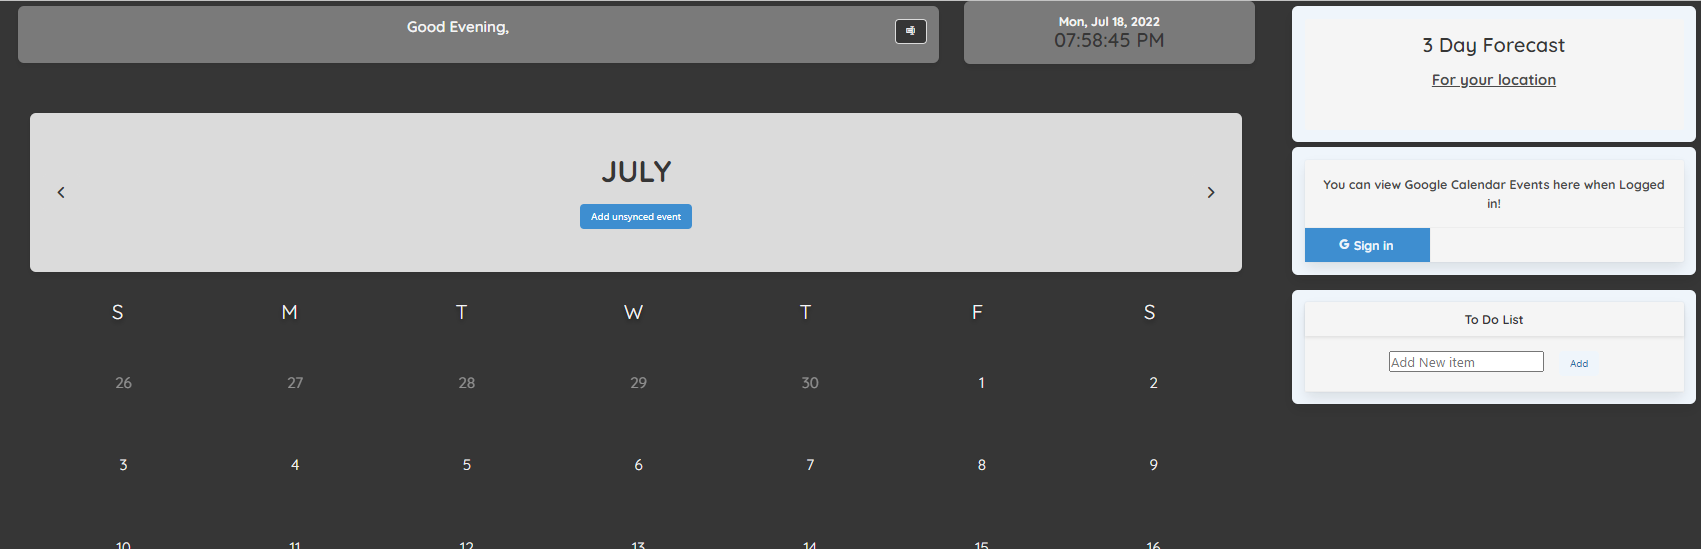 Good Evening,
Mon, Jul 18, 2022
07:58:45 PM
JULY
Add unsynced event
S M T W T F S
26 27 28 29 30 1 2
3 4 5 6 7 8 9
10 11 12 13 14 15 16
3 Day Forecast
For your location
You can view Google Calendar Events here when Logged
in!
G Sign in
To Do List
Add New item
Add